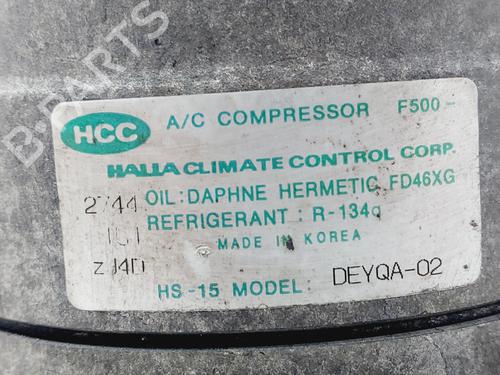 B-PARTS
HCC A/C COMPRESSOR F500-
HALLA CLIMATE CONTROL CORP.
2744 OIL: DAPHNE HERMETIC FD46XG
REFRIGERANT: R-134a
MADE IN KOREA
HS-15 MODEL: DEYQA-02